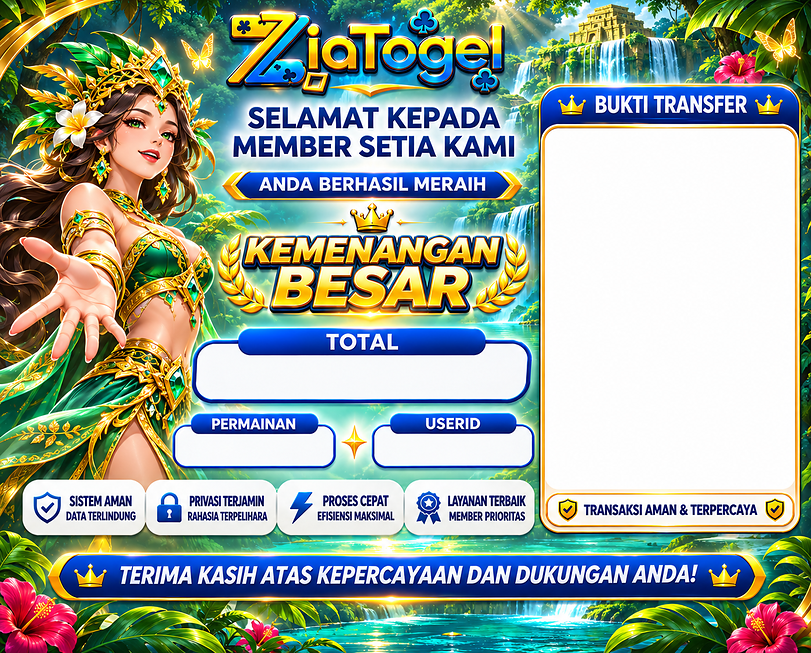 ZiaTogel
SELAMAT KEPADA
MEMBER SETIA KAMI
ANDA BERHASIL MERAIH
KEMENANGAN
BESAR
TOTAL
PERMAINAN
USERID
SISTEM AMAN
DATA TERLINDUNG
PRIVASI TERJAMIN
RAHASIA TERPELIHARA
PROSES CEPAT
EFISIENSI MAKSIMAL
LAYANAN TERBAIK
MEMBER PRIORITAS
BUKTI TRANSFER
TRANSAKSI AMAN & TERPERCAYA
TERIMA KASIH ATAS KEPERCAYAAN DAN DUKUNGAN ANDA!